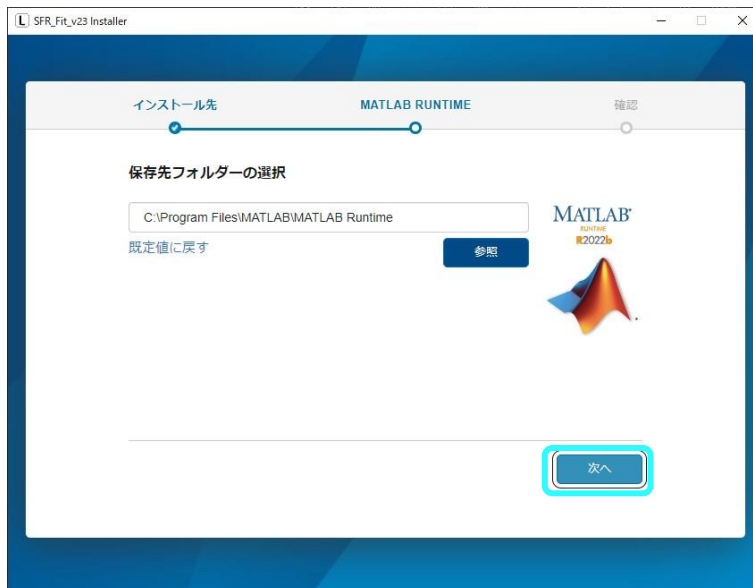 SFR_Fit_v23 Installer
インストール先
MATLAB RUNTIME
確認
保存先フォルダーの選択
C:\Program Files\MATLAB\MATLAB Runtime
既定値に戻す
参照
MATLAB®
RUNTIME
R2022b
次へ